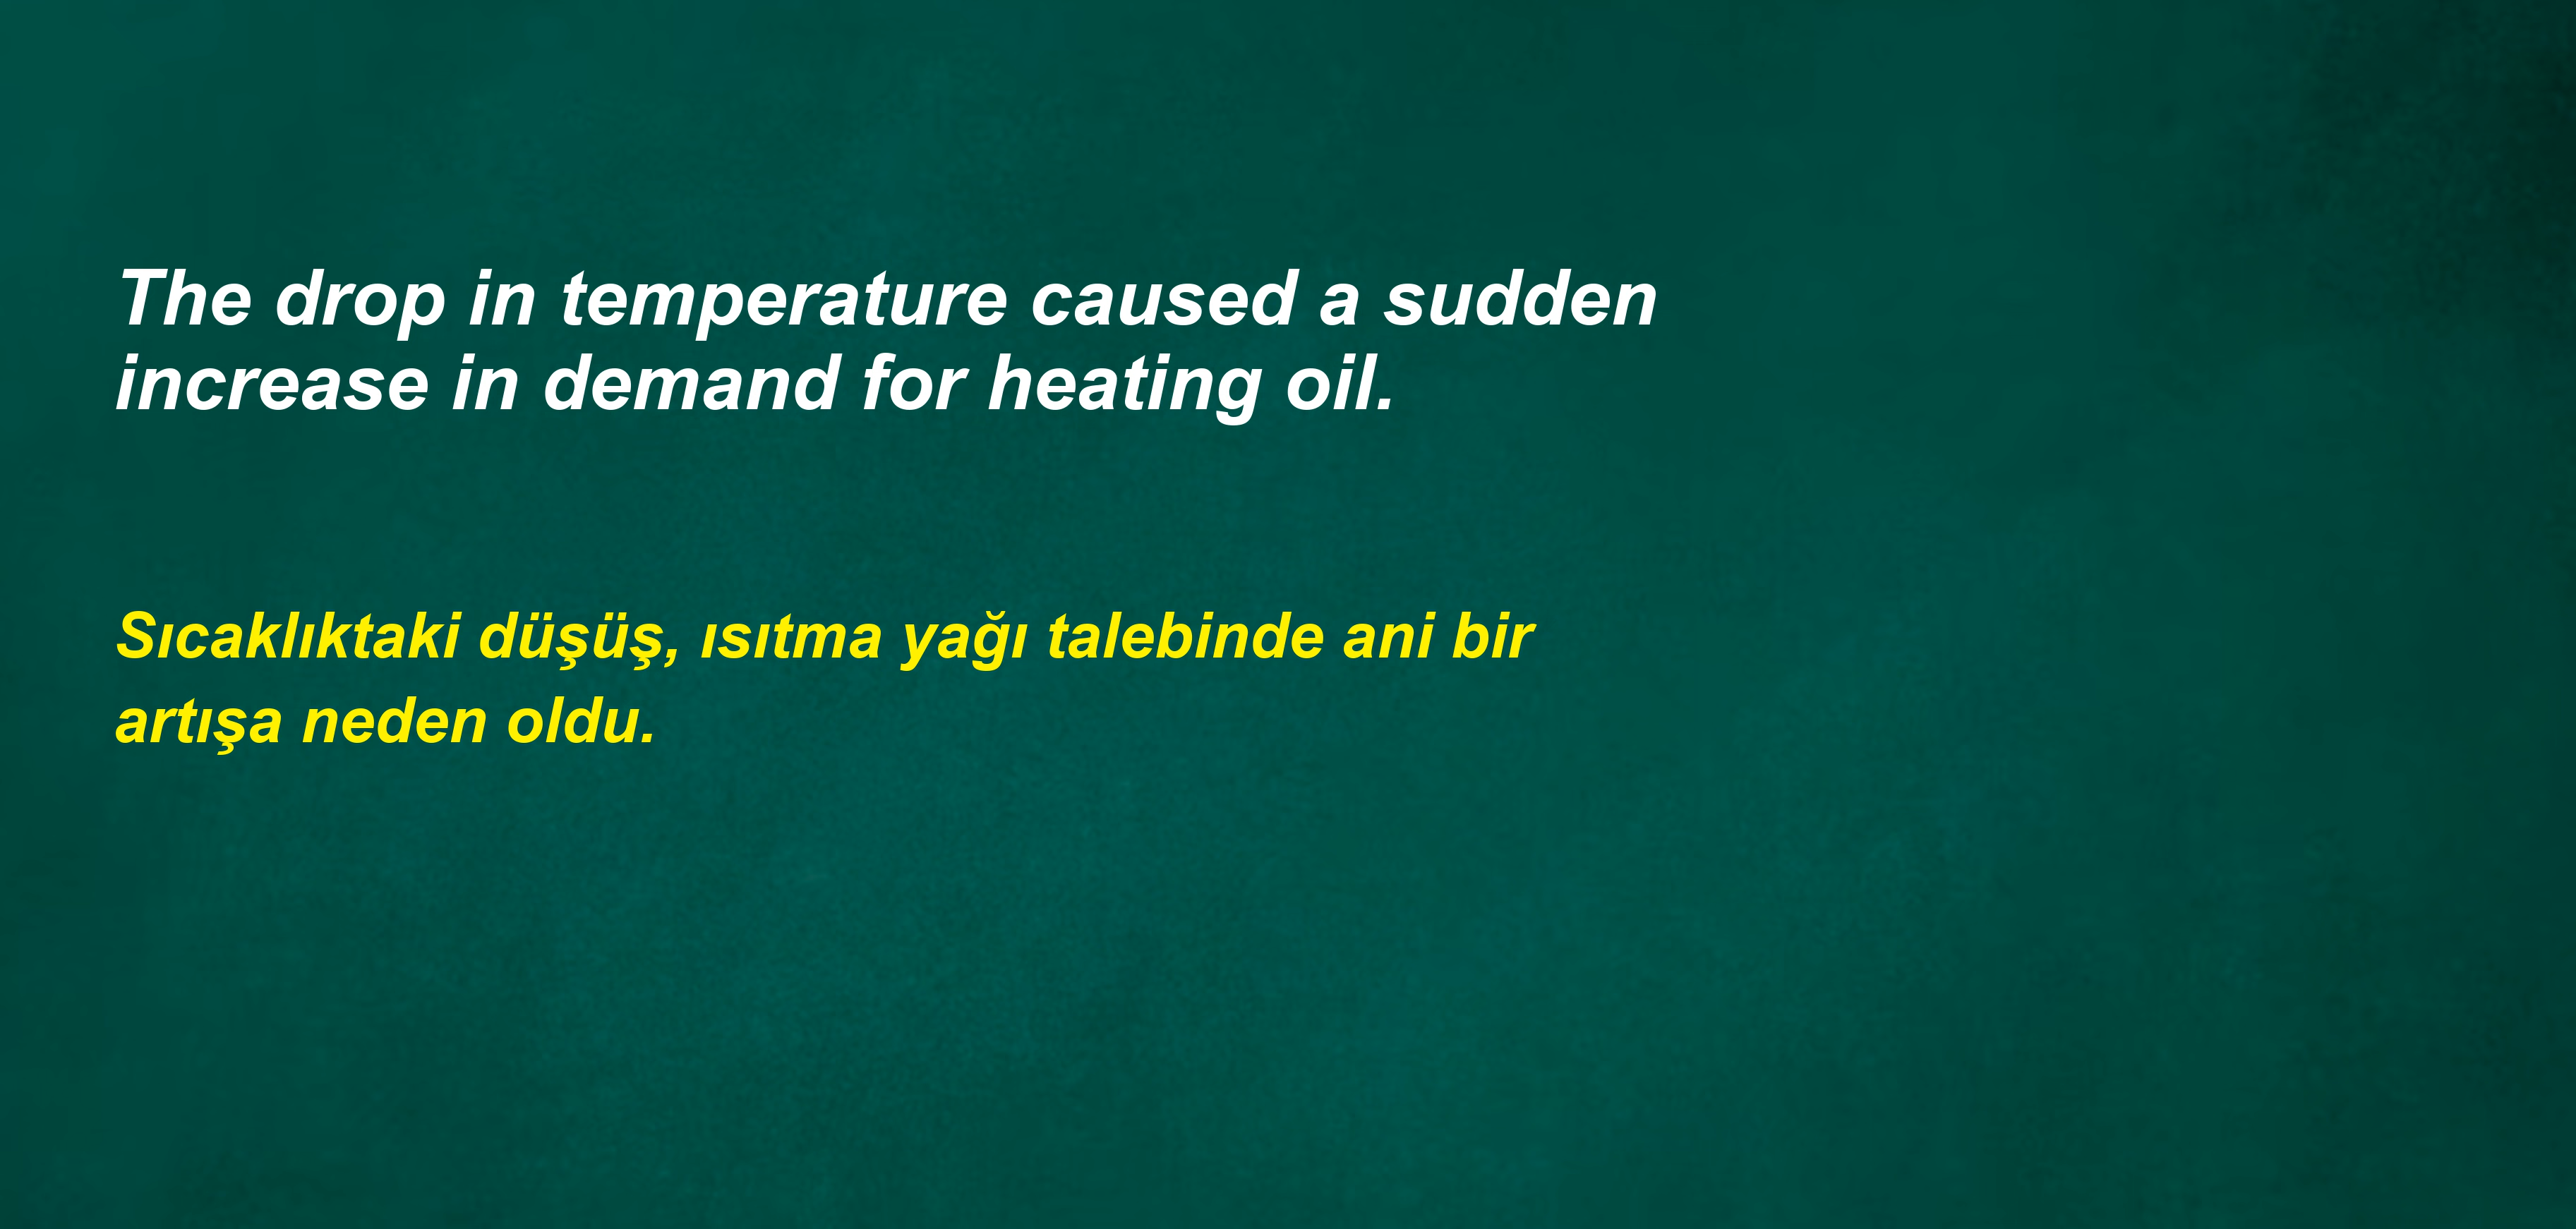 The drop in temperature caused a sudden
increase in demand for heating oil.
Sıcaklıktaki düşüş, ısıtma yağı talebinde ani bir
artışa neden oldu.